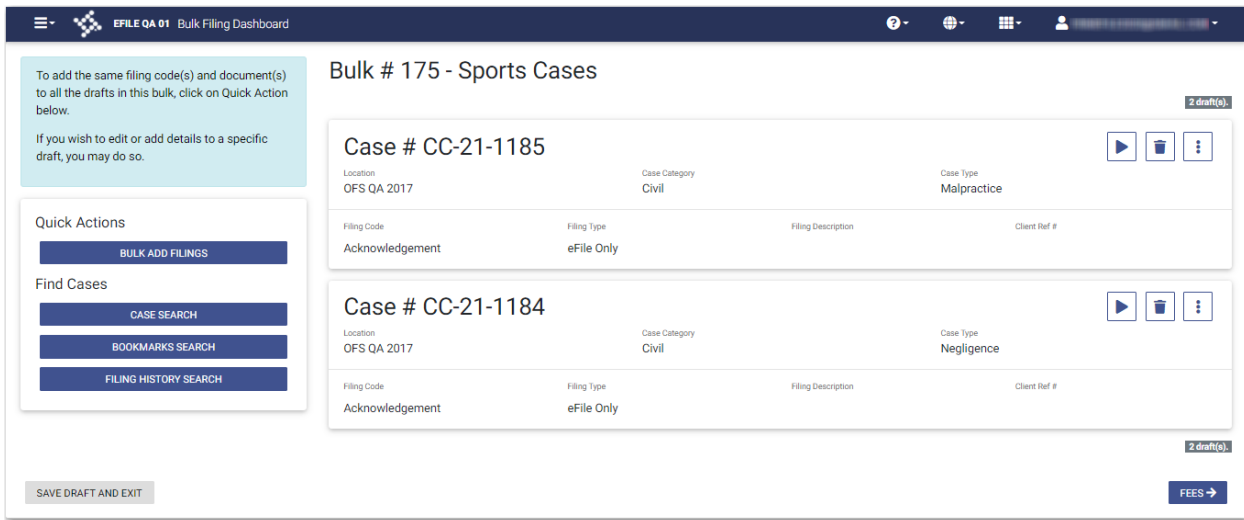 EFILE QA 01 Bulk Filing Dashboard
To add the same filing code(s) and document(s)
to all the drafts in this bulk, click on Quick Action
below.
If you wish to edit or add details to a specific
draft, you may do so.
Quick Actions
BULK ADD FILINGS
Find Cases
CASE SEARCH
BOOKMARKS SEARCH
FILING HISTORY SEARCH
Bulk # 175 - Sports Cases
2 draft(s).
Case # CC-21-1185
Location Case Category Case Type
OFS QA 2017 Civil Malpractice
Filing Code Filing Type Filing Description Client Ref #
Acknowledgement eFile Only
Case # CC-21-1184
Location Case Category Case Type
OFS QA 2017 Civil Negligence
Filing Code Filing Type Filing Description Client Ref #
Acknowledgement eFile Only
2 draft(s).
SAVE DRAFT AND EXIT
FEES